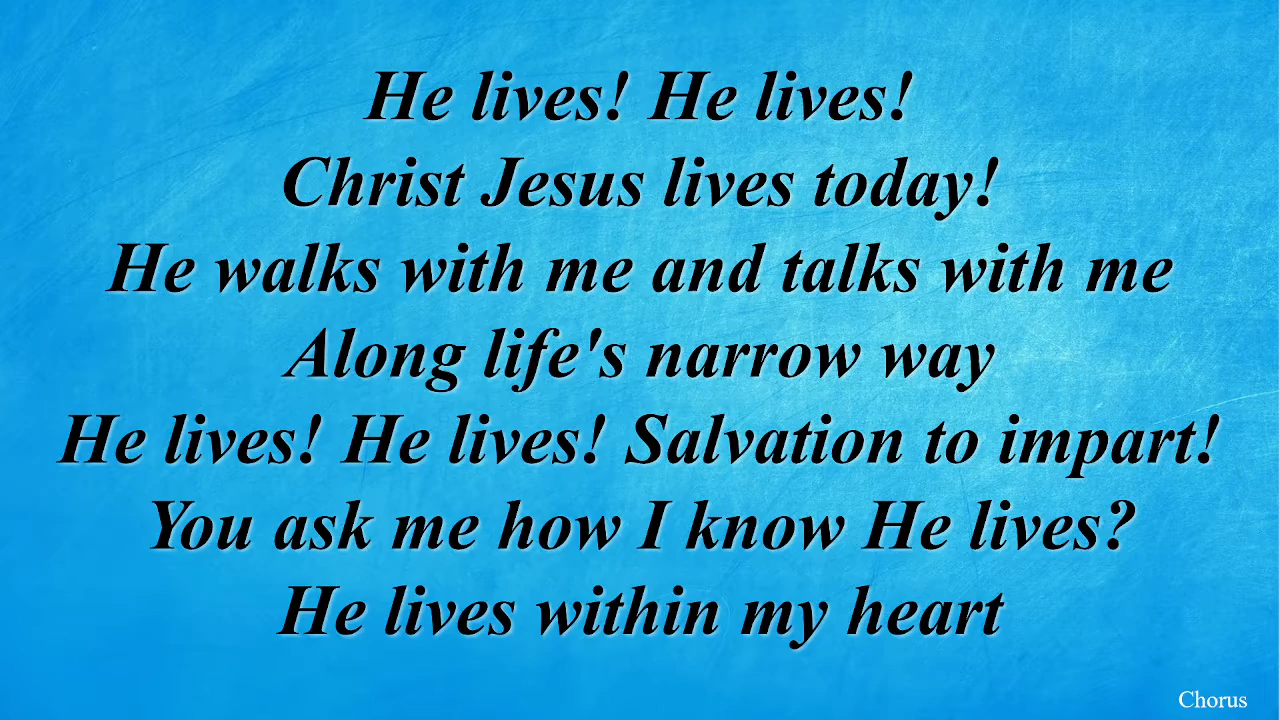 He lives! He lives!
Christ Jesus lives today!
He walks with me and talks with me
Along life's narrow way
He lives! He lives! Salvation to impart!
You ask me how I know He lives?
He lives within my heart
Chorus